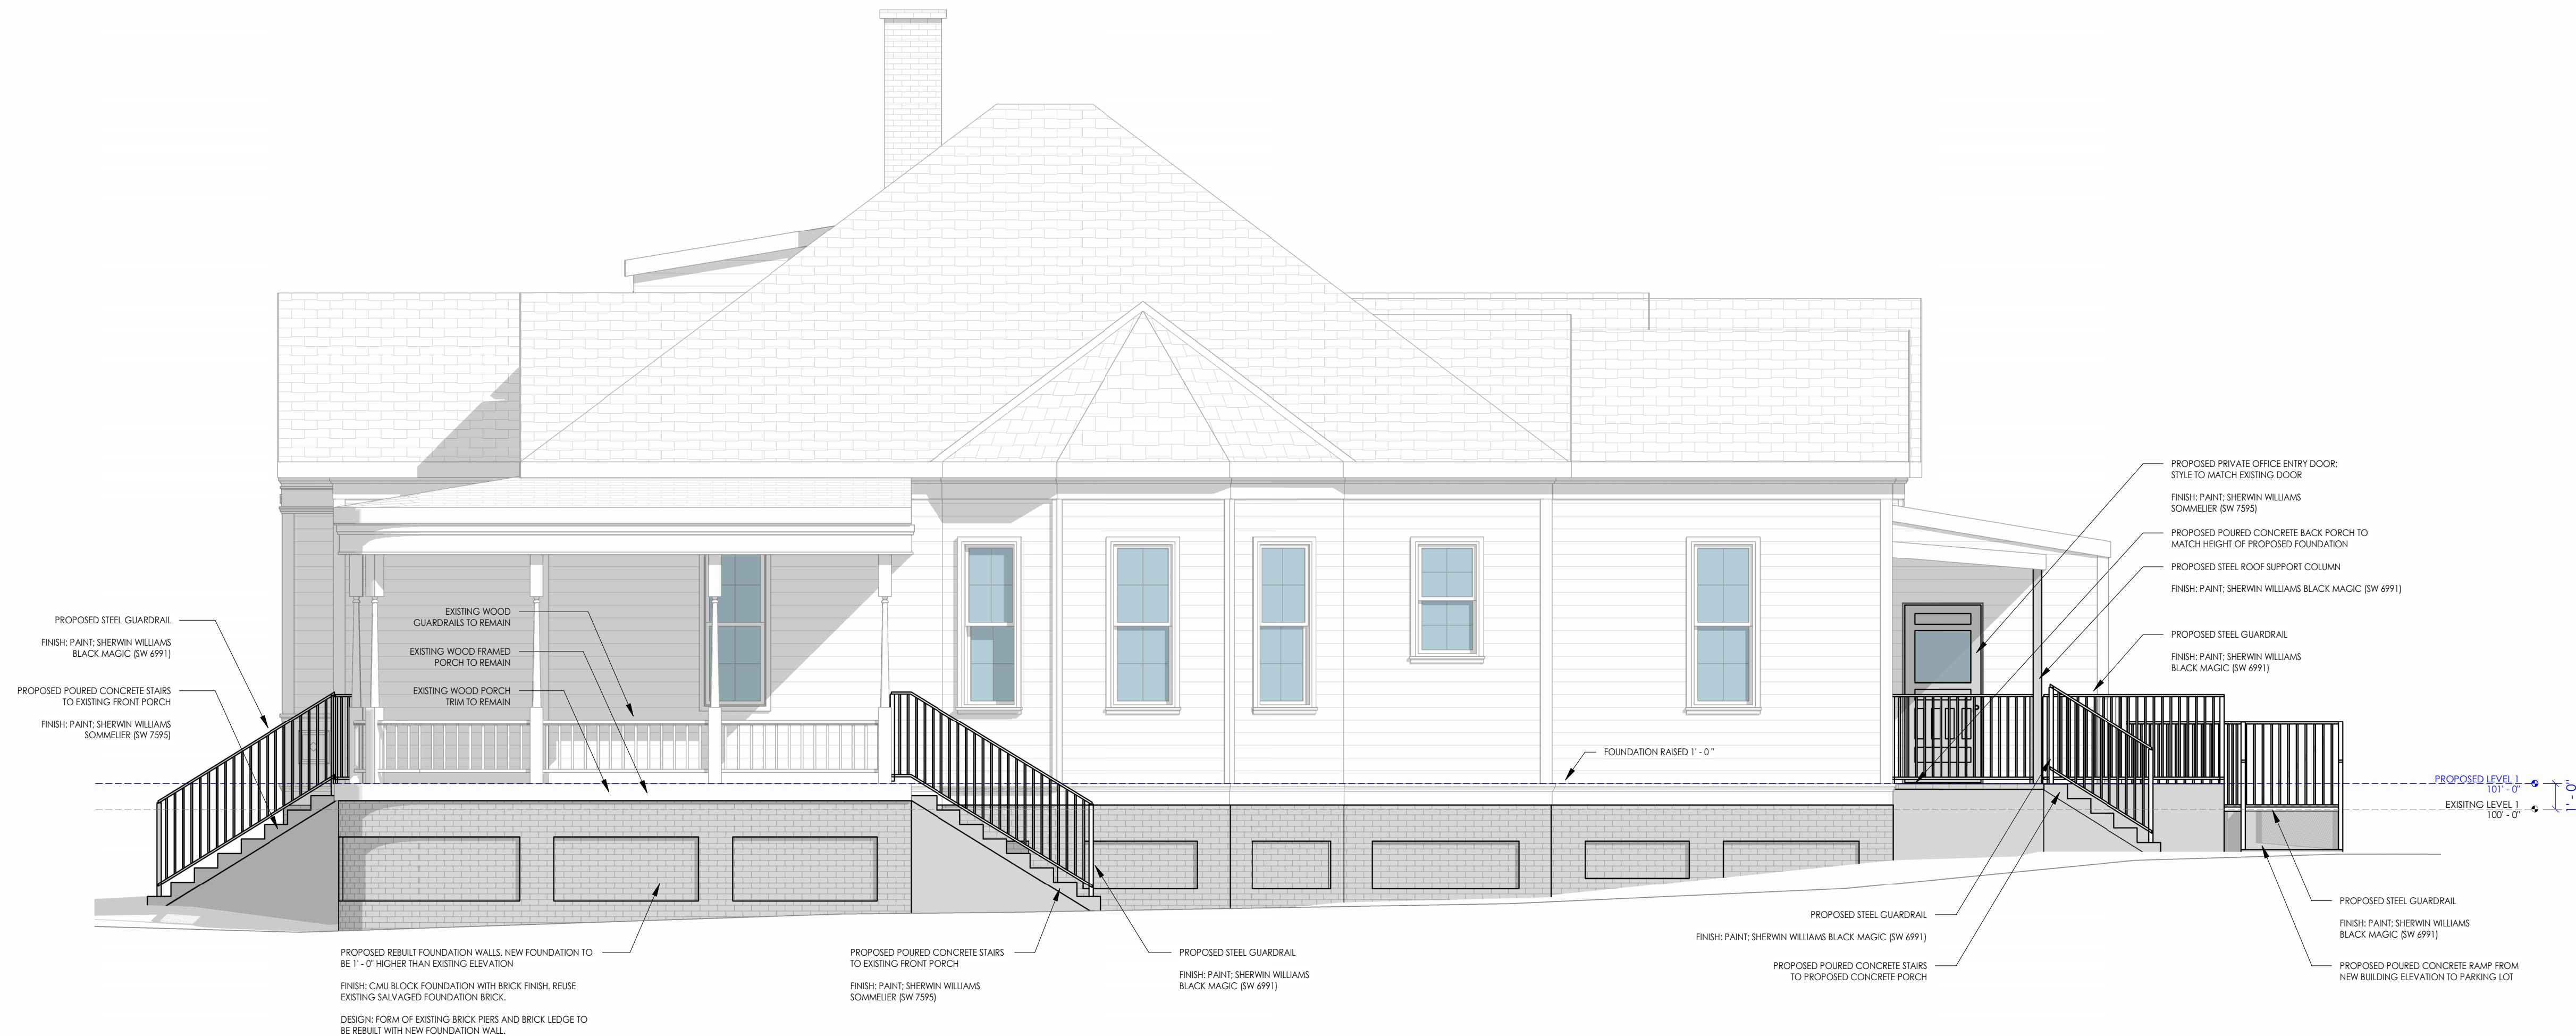 PROPOSED STEEL GUARDRAIL
FINISH: PAINT; SHERWIN WILLIAMS
BLACK MAGIC (SW 6991)
PROPOSED POURED CONCRETE STAIRS
TO EXISTING FRONT PORCH
FINISH: PAINT; SHERWIN WILLIAMS
SOMMELIER (SW 7595)
EXISTING WOOD
GUARDRAILS TO REMAIN
EXISTING WOOD FRAMED
PORCH TO REMAIN
EXISTING WOOD PORCH
TRIM TO REMAIN
FOUNDATION RAISED 1' - 0 "
PROPOSED PRIVATE OFFICE ENTRY DOOR;
STYLE TO MATCH EXISTING DOOR
FINISH: PAINT; SHERWIN WILLIAMS
SOMMELIER (SW 7595)
PROPOSED POURED CONCRETE BACK PORCH TO
MATCH HEIGHT OF PROPOSED FOUNDATION
PROPOSED STEEL ROOF SUPPORT COLUMN
FINISH: PAINT; SHERWIN WILLIAMS BLACK MAGIC (SW 6991)
PROPOSED STEEL GUARDRAIL
FINISH: PAINT; SHERWIN WILLIAMS
BLACK MAGIC (SW 6991)
PROPOSED LEVEL 1
101' - 0"
EXISITNG LEVEL 1
100' - 0"
1' - 0"
PROPOSED REBUILT FOUNDATION WALLS. NEW FOUNDATION TO
BE 1' - 0" HIGHER THAN EXISTING ELEVATION
FINISH: CMU BLOCK FOUNDATION WITH BRICK FINISH. REUSE
EXISTING SALVAGED FOUNDATION BRICK.
DESIGN: FORM OF EXISTING BRICK PIERS AND BRICK LEDGE TO
BE REBUILT WITH NEW FOUNDATION WALL.
PROPOSED POURED CONCRETE STAIRS
TO EXISTING FRONT PORCH
FINISH: PAINT; SHERWIN WILLIAMS
SOMMELIER (SW 7595)
PROPOSED STEEL GUARDRAIL
FINISH: PAINT; SHERWIN WILLIAMS
BLACK MAGIC (SW 6991)
PROPOSED STEEL GUARDRAIL
FINISH: PAINT; SHERWIN WILLIAMS BLACK MAGIC (SW 6991)
PROPOSED POURED CONCRETE STAIRS
TO PROPOSED CONCRETE PORCH
PROPOSED STEEL GUARDRAIL
FINISH: PAINT; SHERWIN WILLIAMS
BLACK MAGIC (SW 6991)
PROPOSED POURED CONCRETE RAMP FROM
NEW BUILDING ELEVATION TO PARKING LOT